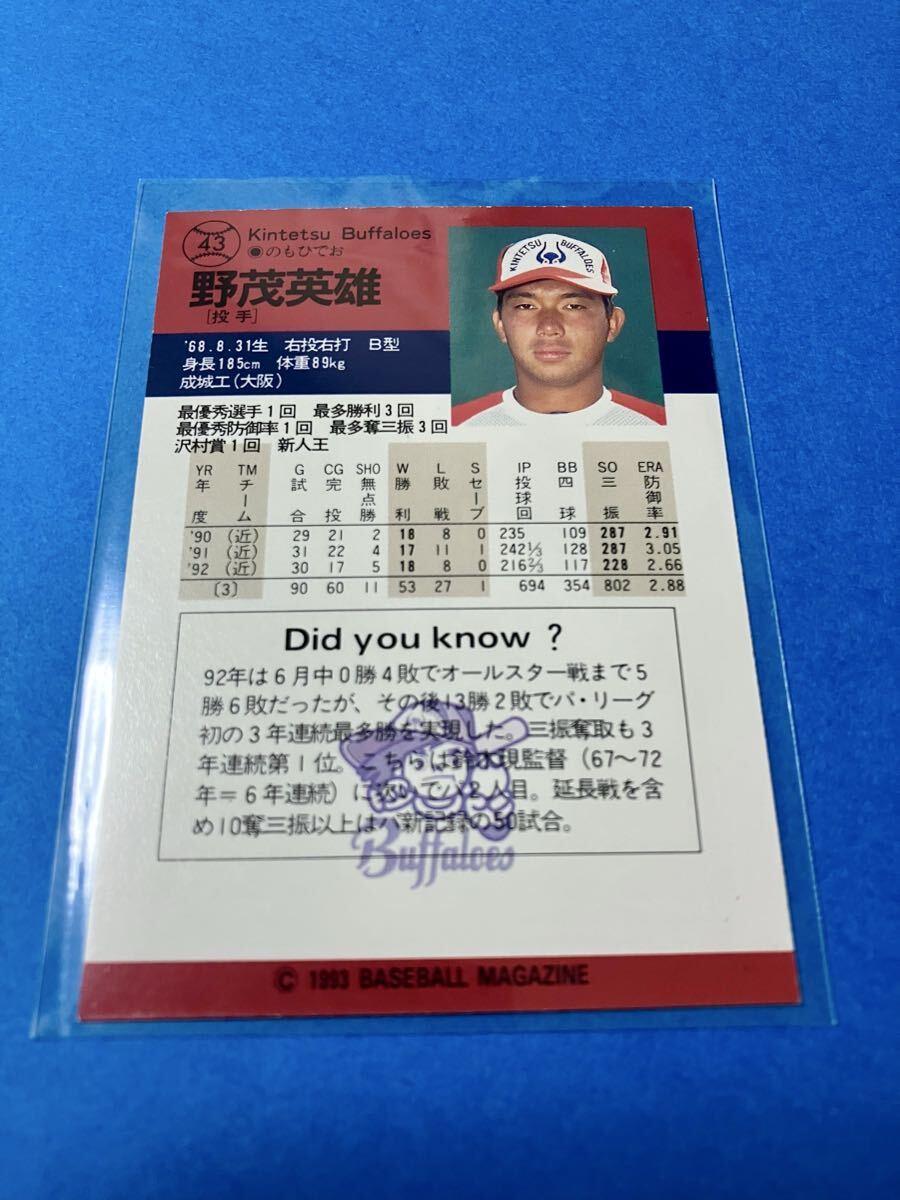 43 Kintetsu Buffaloes
●のもひでお
野茂英雄
[投手]
KINTETSU BUFFALOES
'68.8.31生 右投右打 B型
身長185cm 体重89kg
成城工(大阪)
最優秀選手1回 最多勝利3回
最優秀防御率1回 最多奪三振3回
沢村賞1回 新人王
YR TM G CG SHO W L S IP BB SO ERA
年度 チーム 試合 完投 無点勝 勝利 敗戦 セーブ 投球回 四球 三振 防御率
'90 (近) 29 21 2 18 8 0 235 109 287 2.91
'91 (近) 31 22 4 17 11 1 242⅓ 128 287 3.05
'92 (近) 30 17 5 18 8 0 216⅔ 117 228 2.66
[3] 90 60 11 53 27 1 694 354 802 2.88
Did you know ?
92年は6月中0勝4敗でオールスター戦まで5
勝6敗だったが、その後13勝2敗でパ・リーグ
初の3年連続最多勝を実現した。三振奪取も3
年連続第1位。こちらは鈴木現監督(67〜72
年=6年連続)に次いでパ2人目。延長戦を含
め10奪三振以上はパ新記録の50試合。
Buffaloes
© 1993 BASEBALL MAGAZINE